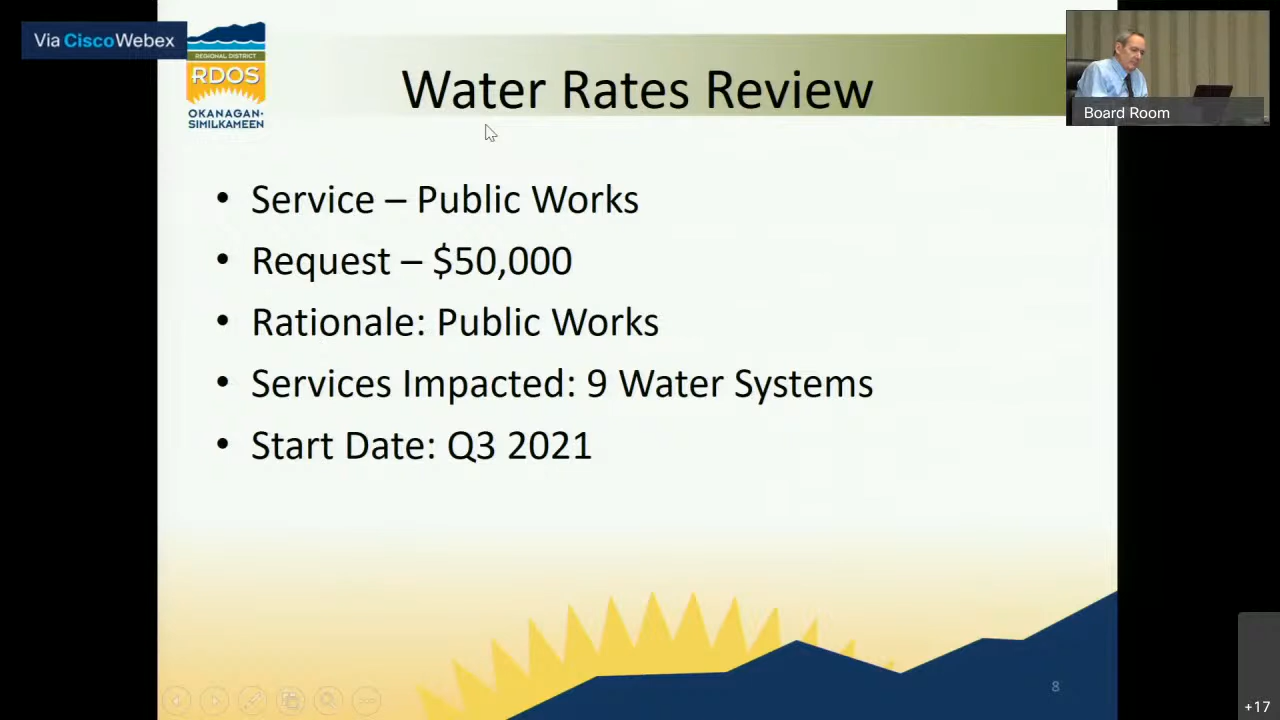 Via CiscoWebex
REGIONAL DISTRICT
RDOS
OKANAGAN-
SIMILKAMEEN
Water Rates Review
Board Room
• Service – Public Works
• Request – $50,000
• Rationale: Public Works
• Services Impacted: 9 Water Systems
• Start Date: Q3 2021
8
+17